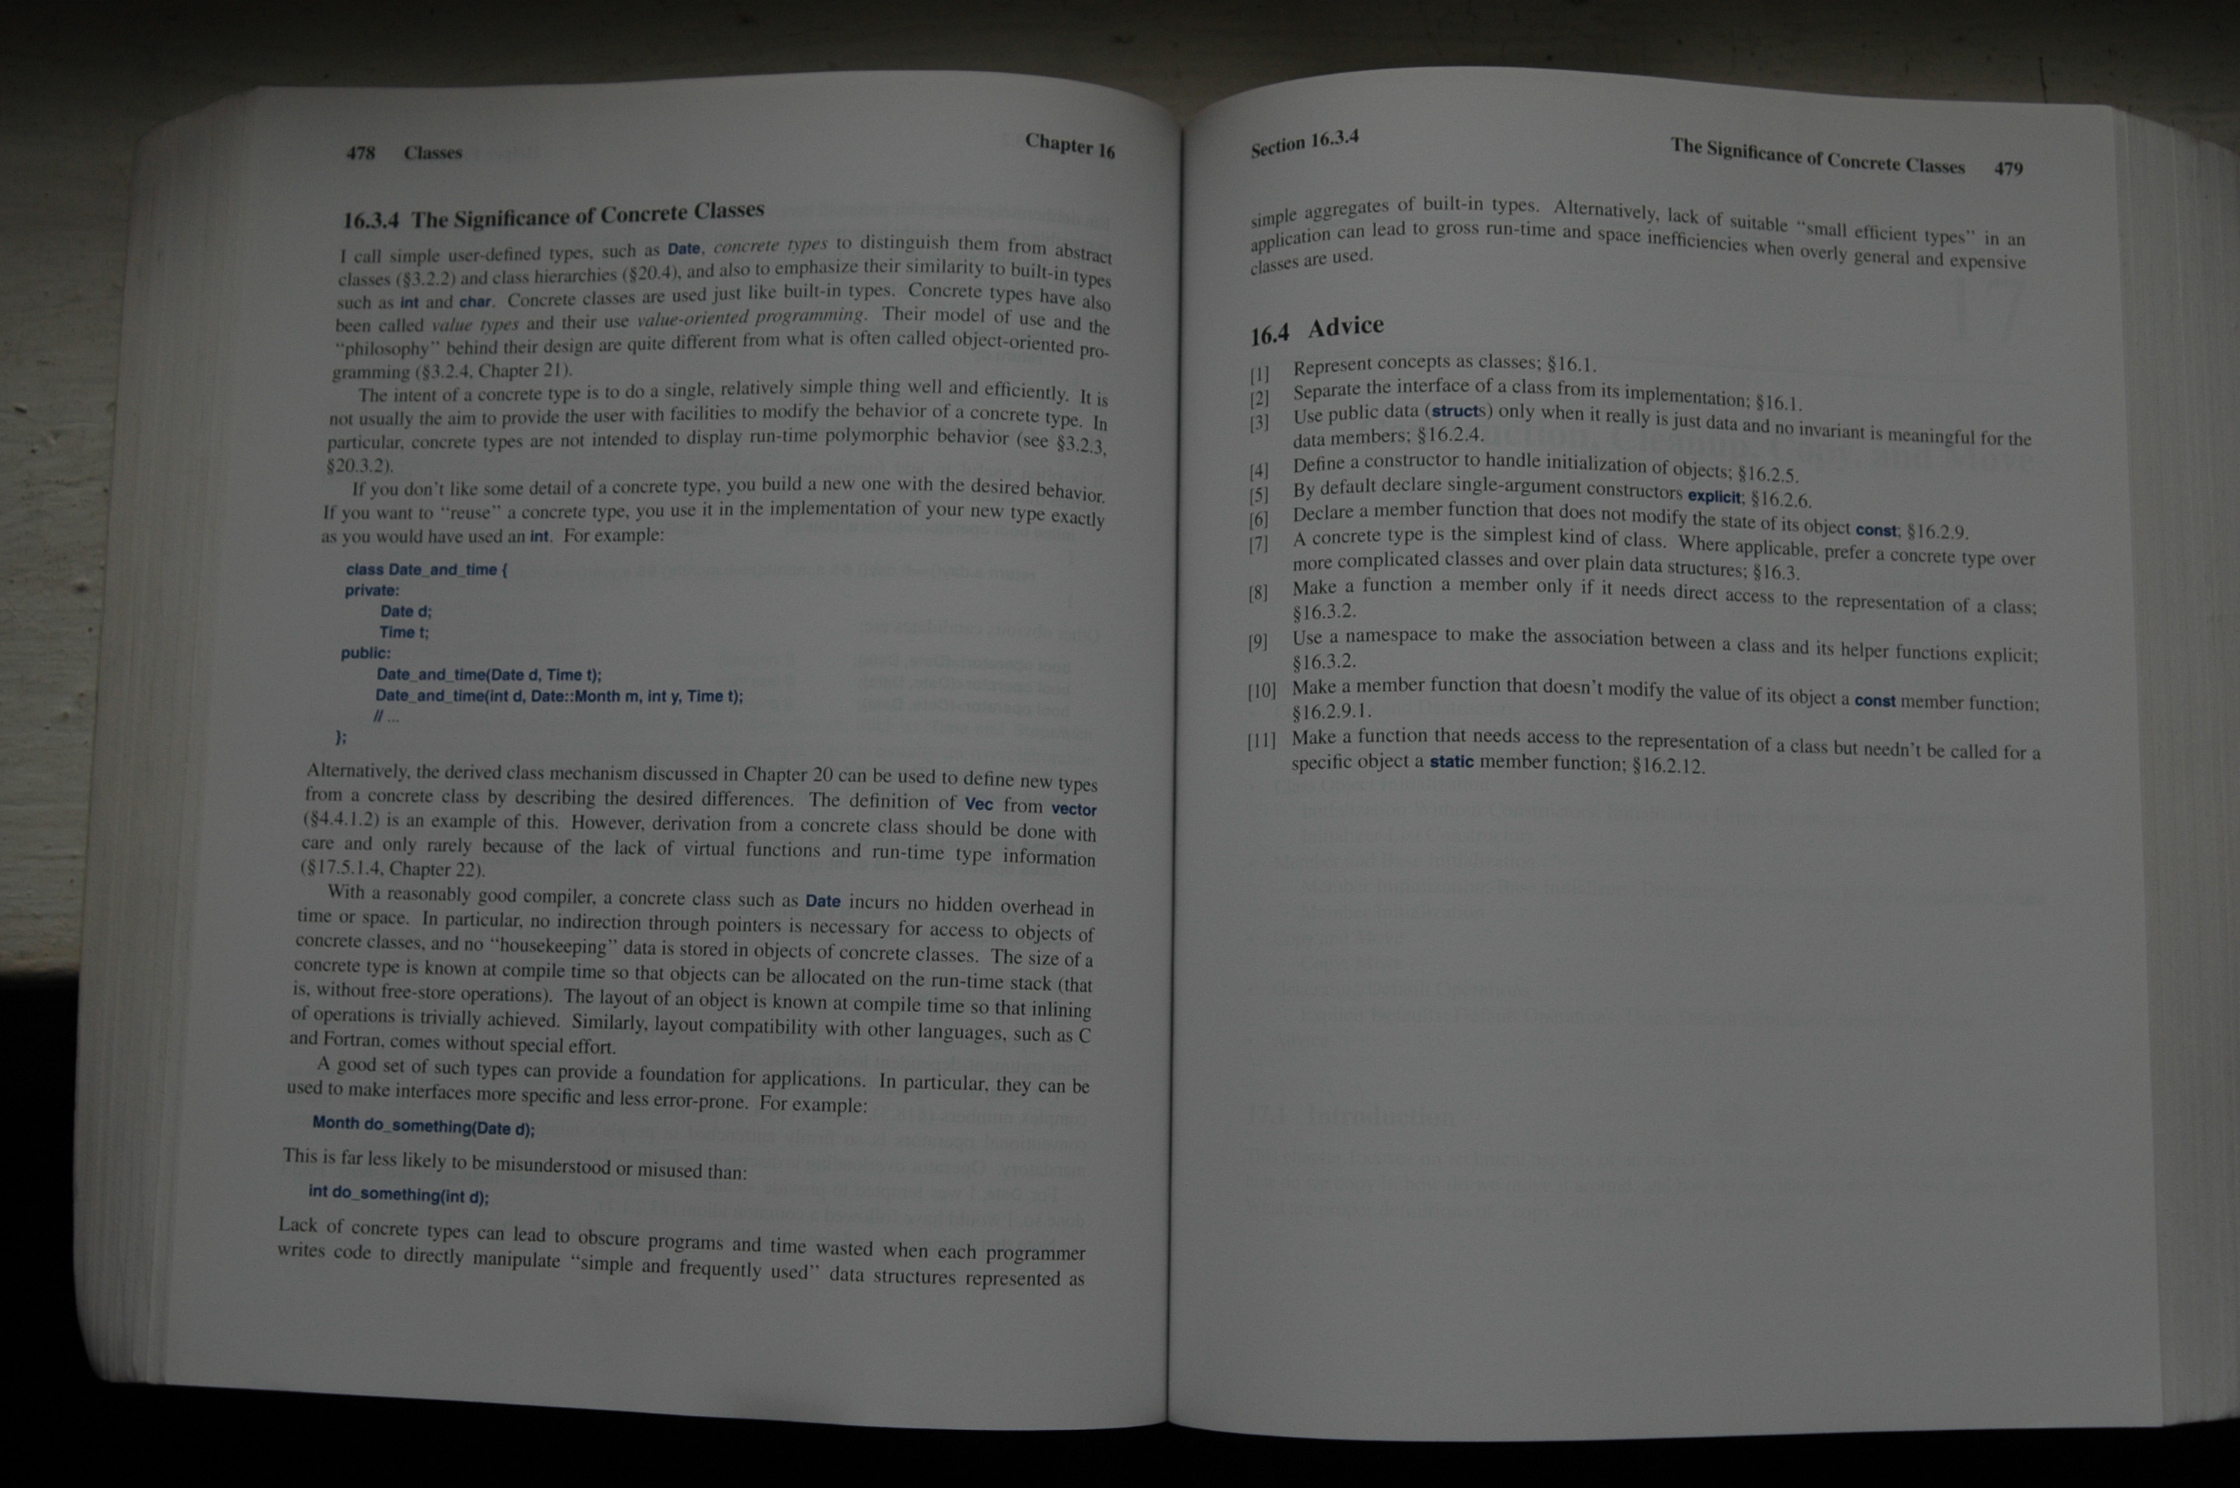 478 Classes Chapter 16
16.3.4 The Significance of Concrete Classes
I call simple user-defined types, such as Date, concrete types to distinguish them from abstract
classes (§3.2.2) and class hierarchies (§20.4), and also to emphasize their similarity to built-in types
such as int and char. Concrete classes are used just like built-in types. Concrete types have also
been called value types and their use value-oriented programming. Their model of use and the
“philosophy” behind their design are quite different from what is often called object-oriented pro-
gramming (§3.2.4, Chapter 21).
The intent of a concrete type is to do a single, relatively simple thing well and efficiently. It is
not usually the aim to provide the user with facilities to modify the behavior of a concrete type. In
particular, concrete types are not intended to display run-time polymorphic behavior (see §3.2.3,
§20.3.2).
If you don’t like some detail of a concrete type, you build a new one with the desired behavior.
If you want to “reuse” a concrete type, you use it in the implementation of your new type exactly
as you would have used an int. For example:
class Date_and_time {
private:
Date d;
Time t;
public:
Date_and_time(Date d, Time t);
Date_and_time(int d, Date::Month m, int y, Time t);
// ...
};
Alternatively, the derived class mechanism discussed in Chapter 20 can be used to define new types
from a concrete class by describing the desired differences. The definition of Vec from vector
(§4.4.1.2) is an example of this. However, derivation from a concrete class should be done with
care and only rarely because of the lack of virtual functions and run-time type information
(§17.5.1.4, Chapter 22).
With a reasonably good compiler, a concrete class such as Date incurs no hidden overhead in
time or space. In particular, no indirection through pointers is necessary for access to objects of
concrete classes, and no “housekeeping” data is stored in objects of concrete classes. The size of a
concrete type is known at compile time so that objects can be allocated on the run-time stack (that
is, without free-store operations). The layout of an object is known at compile time so that inlining
of operations is trivially achieved. Similarly, layout compatibility with other languages, such as C
and Fortran, comes without special effort.
A good set of such types can provide a foundation for applications. In particular, they can be
used to make interfaces more specific and less error-prone. For example:
Month do_something(Date d);
This is far less likely to be misunderstood or misused than:
int do_something(int d);
Lack of concrete types can lead to obscure programs and time wasted when each programmer
writes code to directly manipulate “simple and frequently used” data structures represented as
Section 16.3.4 The Significance of Concrete Classes 479
simple aggregates of built-in types. Alternatively, lack of suitable “small efficient types” in an
application can lead to gross run-time and space inefficiencies when overly general and expensive
classes are used.
16.4 Advice
[1] Represent concepts as classes; §16.1.
[2] Separate the interface of a class from its implementation; §16.1.
[3] Use public data (structs) only when it really is just data and no invariant is meaningful for the
data members; §16.2.4.
[4] Define a constructor to handle initialization of objects; §16.2.5.
[5] By default declare single-argument constructors explicit; §16.2.6.
[6] Declare a member function that does not modify the state of its object const; §16.2.9.
[7] A concrete type is the simplest kind of class. Where applicable, prefer a concrete type over
more complicated classes and over plain data structures; §16.3.
[8] Make a function a member only if it needs direct access to the representation of a class;
§16.3.2.
[9] Use a namespace to make the association between a class and its helper functions explicit;
§16.3.2.
[10] Make a member function that doesn’t modify the value of its object a const member function;
§16.2.9.1.
[11] Make a function that needs access to the representation of a class but needn’t be called for a
specific object a static member function; §16.2.12.